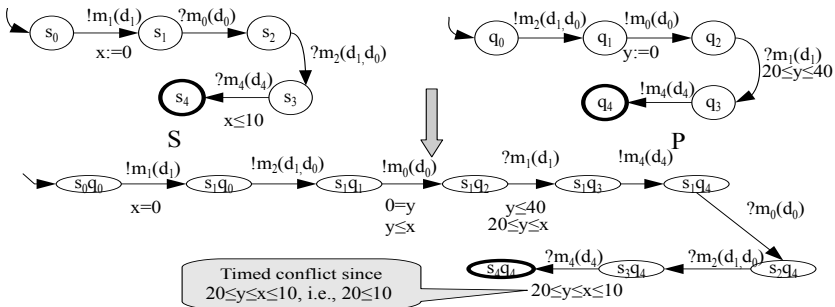 !m₁(d₁) ?m₀(d₀)
s₀ s₁ s₂
x:=0
?m₂(d₁,d₀)
?m₄(d₄)
s₄ s₃
x≤10
S
!m₂(d₁,d₀) !m₀(d₀)
q₀ q₁ q₂
y:=0
?m₁(d₁)
20≤y≤40
!m₄(d₄)
q₄ q₃
P
!m₁(d₁) !m₂(d₁,d₀) !m₀(d₀) ?m₁(d₁) !m₄(d₄)
s₀q₀ s₁q₀ s₁q₁ s₁q₂ s₁q₃ s₁q₄
x=0 0=y y≤40
y≤x 20≤y≤x
?m₀(d₀)
?m₄(d₄) ?m₂(d₁,d₀)
s₄q₄ s₃q₄ s₂q₄
20≤y≤x≤10
Timed conflict since
20≤y≤x≤10, i.e., 20≤10